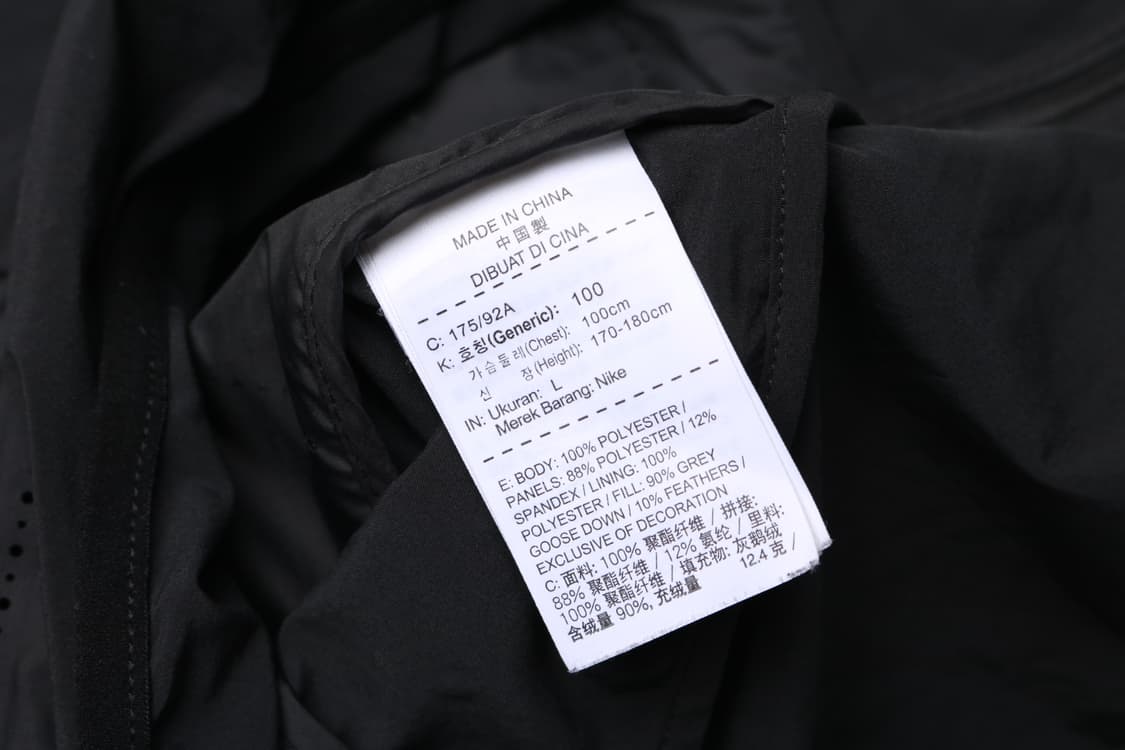 MADE IN CHINA
中国製
DIBUAT DI CINA
C: 175/92A
K: 호칭(Generic): 100
가슴둘레(Chest): 100cm
신 장(Height): 170-180cm
IN: Ukuran: L
Merek Barang: Nike
E: BODY: 100% POLYESTER /
PANELS: 88% POLYESTER / 12%
SPANDEX / LINING: 100%
POLYESTER / FILL: 90% GREY
GOOSE DOWN / 10% FEATHERS /
EXCLUSIVE OF DECORATION
C: 面料: 100% 聚酯纤维 / 拼接:
88% 聚酯纤维 / 12% 氨纶 / 里料:
100% 聚酯纤维 / 填充物: 灰鹅绒
含绒量 90%, 充绒量 12.4 克 /